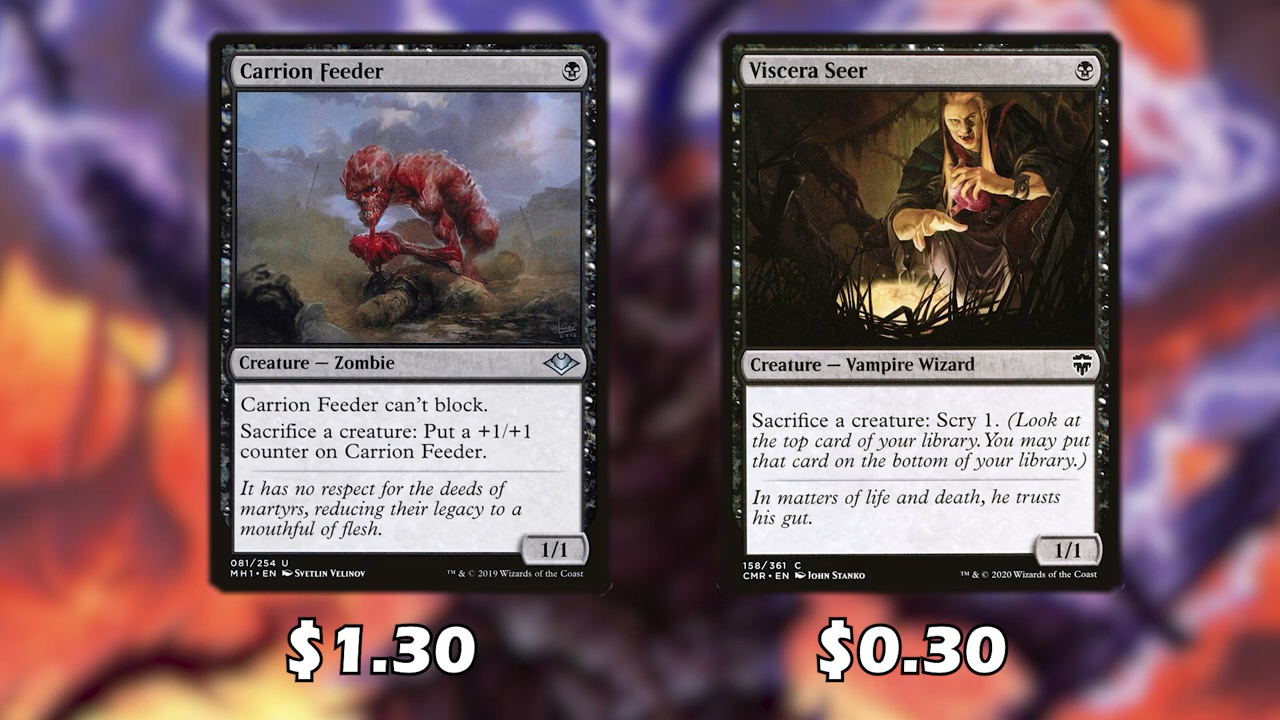 Carrion Feeder
Creature — Zombie
Carrion Feeder can't block.
Sacrifice a creature: Put a +1/+1
counter on Carrion Feeder.
It has no respect for the deeds of
martyrs, reducing their legacy to a
mouthful of flesh.
1/1
081/254 U
MH1 • EN Svetlin Velinov
™ & © 2019 Wizards of the Coast
$1.30
Viscera Seer
Creature — Vampire Wizard
Sacrifice a creature: Scry 1. (Look at
the top card of your library. You may put
that card on the bottom of your library.)
In matters of life and death, he trusts
his gut.
1/1
158/361 C
CMR • EN John Stanko
™ & © 2020 Wizards of the Coast
$0.30